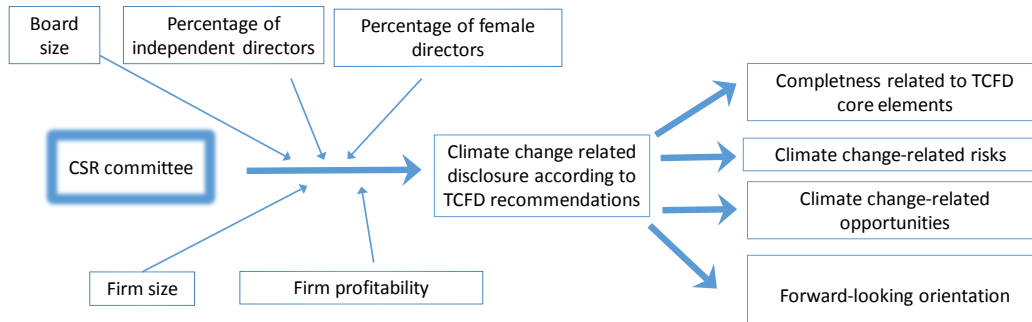 Board
size
Percentage of
independent directors
Percentage of female
directors
CSR committee
Climate change related
disclosure according to
TCFD recommendations
Completness related to TCFD
core elements
Climate change-related risks
Climate change-related
opportunities
Forward-looking orientation
Firm size
Firm profitability